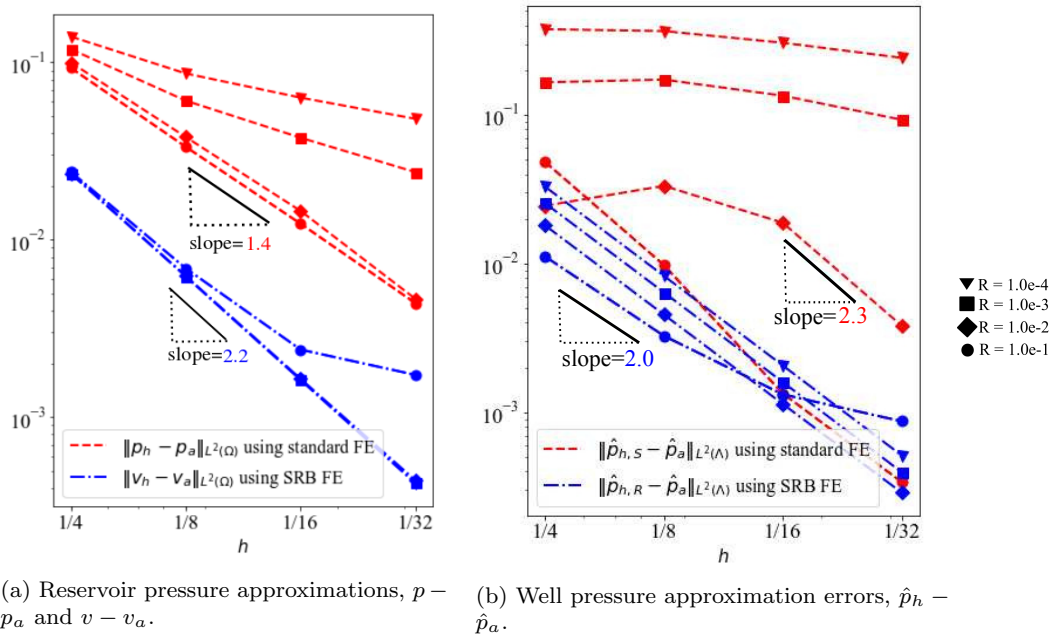 10⁻¹
10⁻²
10⁻³
slope=1.4
slope=2.2
‖p_h − p_a‖_{L²(Ω)} using standard FE
‖v_h − v_a‖_{L²(Ω)} using SRB FE
1/4 1/8 1/16 1/32
h
(a) Reservoir pressure approximations, p −
p_a and v − v_a.
10⁻¹
10⁻²
10⁻³
slope=2.3
slope=2.0
‖p̂_{h,S} − p̂_a‖_{L²(Λ)} using standard FE
‖p̂_{h,R} − p̂_a‖_{L²(Λ)} using SRB FE
1/4 1/8 1/16 1/32
h
(b) Well pressure approximation errors, p̂_h −
p̂_a.
R = 1.0e-4
R = 1.0e-3
R = 1.0e-2
R = 1.0e-1